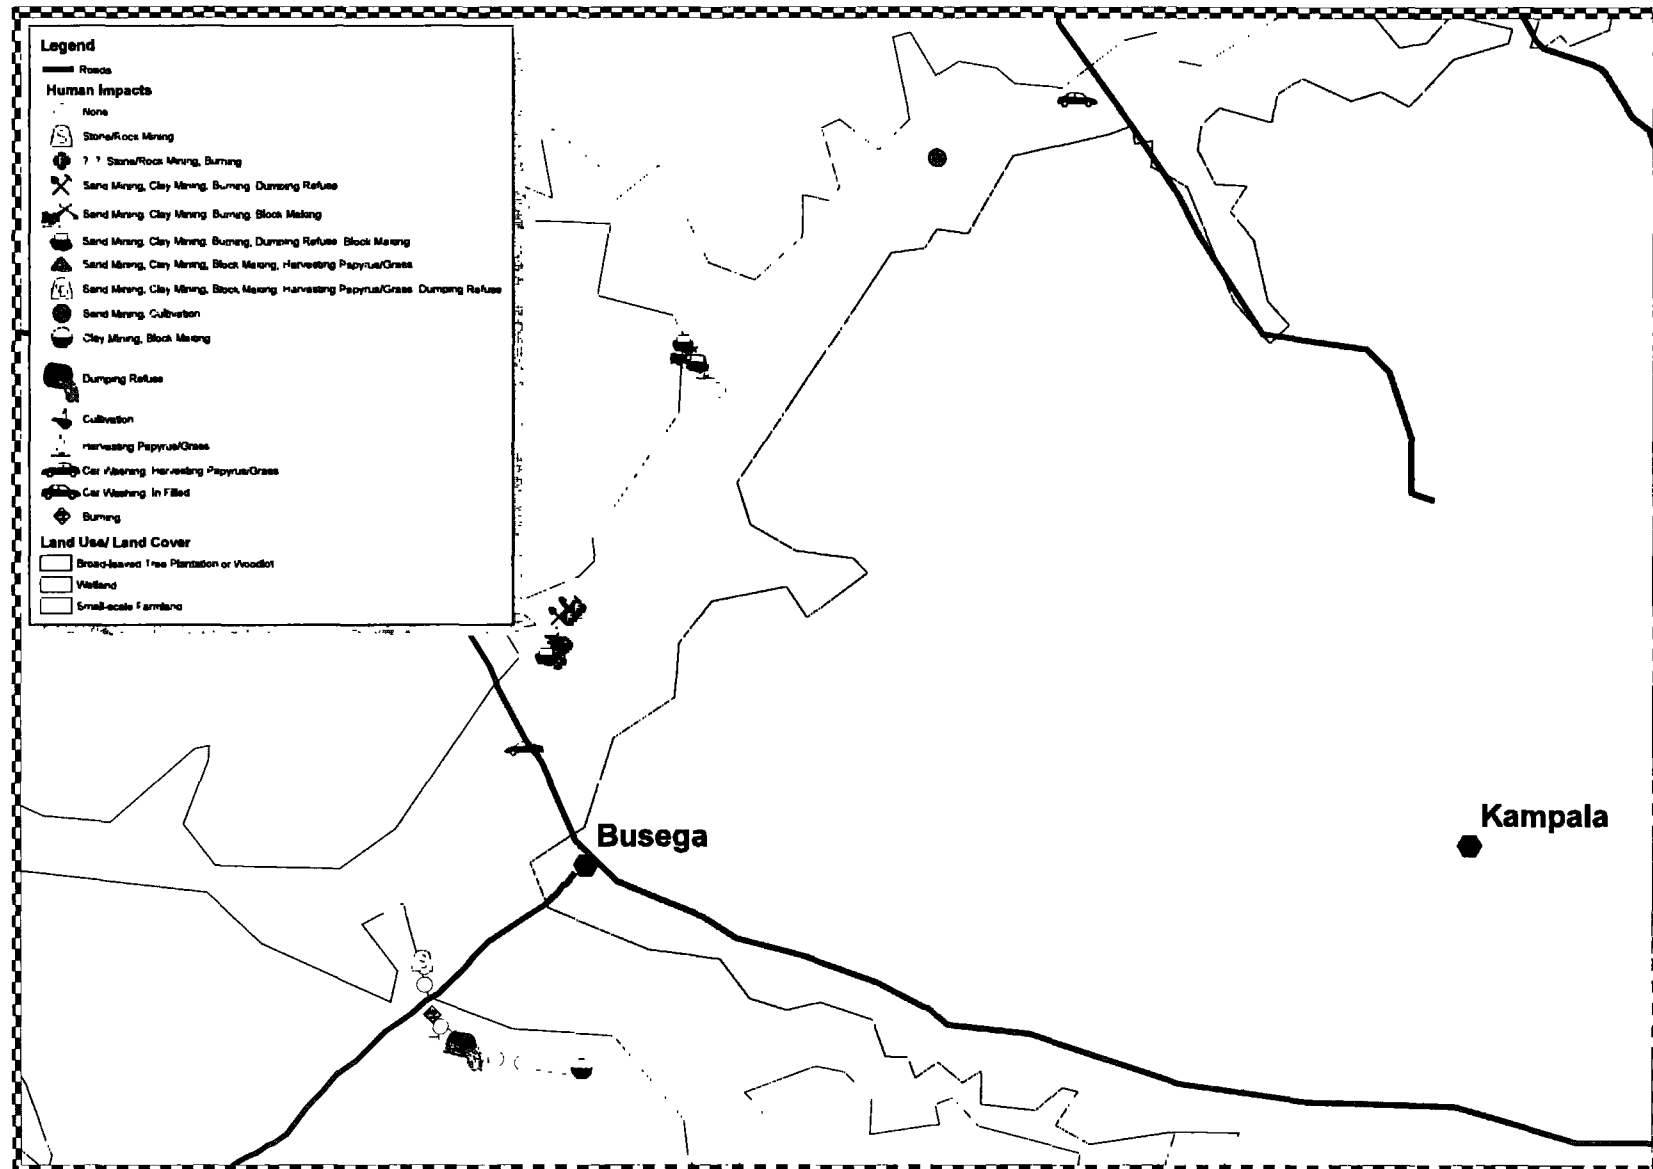 Legend
Roads
Human Impacts
None
Stone/Rock Mining
? ? Stone/Rock Mining, Burning
Sand Mining, Clay Mining, Burning, Dumping Refuse
Sand Mining, Clay Mining, Burning, Block Making
Sand Mining, Clay Mining, Burning, Dumping Refuse, Block Making
Sand Mining, Clay Mining, Block Making, Harvesting Papyrus/Grass
Sand Mining, Clay Mining, Block Making, Harvesting Papyrus/Grass, Dumping Refuse
Sand Mining, Cultivation
Clay Mining, Block Making
Dumping Refuse
Cultivation
Harvesting Papyrus/Grass
Car Washing, Harvesting Papyrus/Grass
Car Washing, In Filled
Burning
Land Use/ Land Cover
Broad-leaved Tree Plantation or Woodlot
Wetland
Small-scale Farmland
Busega
Kampala